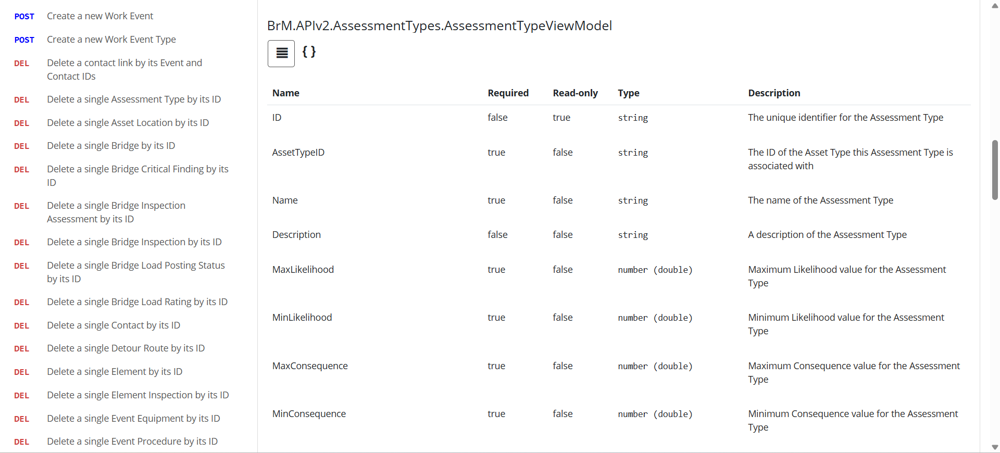 POST Create a new Work Event
POST Create a new Work Event Type
DEL Delete a contact link by its Event and
Contact IDs
DEL Delete a single Assessment Type by its ID
DEL Delete a single Asset Location by its ID
DEL Delete a single Bridge by its ID
DEL Delete a single Bridge Critical Finding by its
ID
DEL Delete a single Bridge Inspection
Assessment by its ID
DEL Delete a single Bridge Inspection by its ID
DEL Delete a single Bridge Load Posting Status
by its ID
DEL Delete a single Bridge Load Rating by its ID
DEL Delete a single Contact by its ID
DEL Delete a single Detour Route by its ID
DEL Delete a single Element by its ID
DEL Delete a single Element Inspection by its ID
DEL Delete a single Event Equipment by its ID
DEL Delete a single Event Procedure by its ID
BrM.APIv2.AssessmentTypes.AssessmentTypeViewModel
{ }
Name Required Read-only Type Description
ID false true string The unique identifier for the Assessment Type
AssetTypeID true false string The ID of the Asset Type this Assessment Type is
associated with
Name true false string The name of the Assessment Type
Description false false string A description of the Assessment Type
MaxLikelihood true false number (double) Maximum Likelihood value for the Assessment
Type
MinLikelihood true false number (double) Minimum Likelihood value for the Assessment
Type
MaxConsequence true false number (double) Maximum Consequence value for the Assessment
Type
MinConsequence true false number (double) Minimum Consequence value for the Assessment
Type